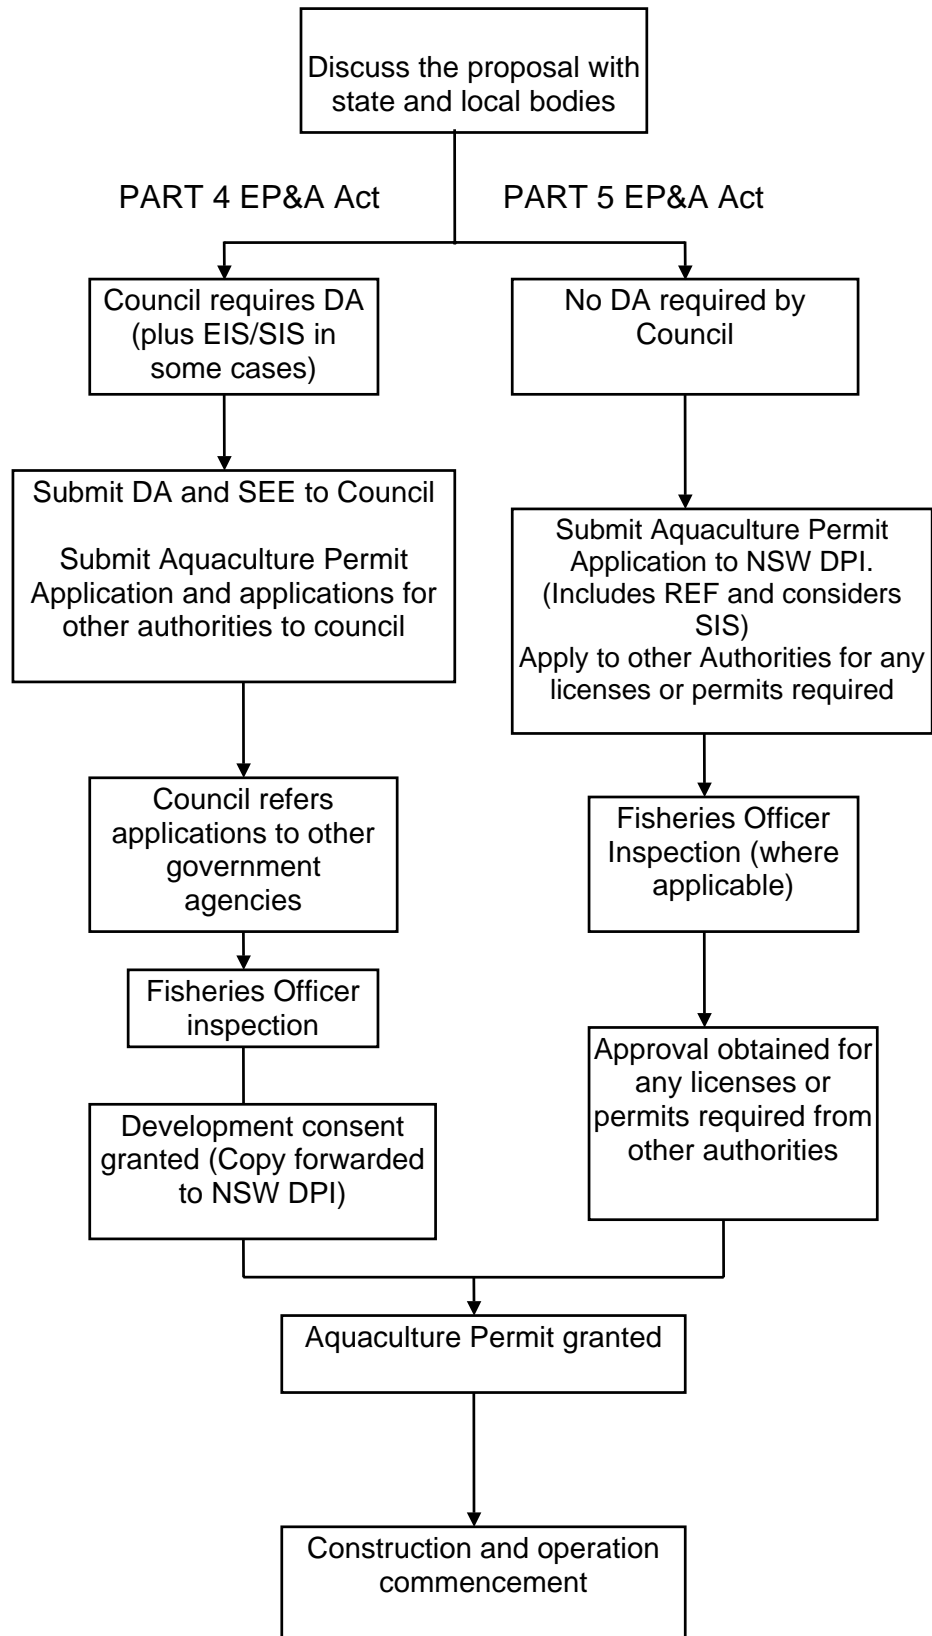 Discuss the proposal with
state and local bodies
PART 4 EP&A Act
PART 5 EP&A Act
Council requires DA
(plus EIS/SIS in
some cases)
No DA required by
Council
Submit DA and SEE to Council
Submit Aquaculture Permit
Application and applications for
other authorities to council
Submit Aquaculture Permit
Application to NSW DPI.
(Includes REF and considers
SIS)
Apply to other Authorities for any
licenses or permits required
Council refers
applications to other
government
agencies
Fisheries Officer
Inspection (where
applicable)
Fisheries Officer
inspection
Approval obtained for
any licenses or
permits required from
other authorities
Development consent
granted (Copy forwarded
to NSW DPI)
Aquaculture Permit granted
Construction and operation
commencement